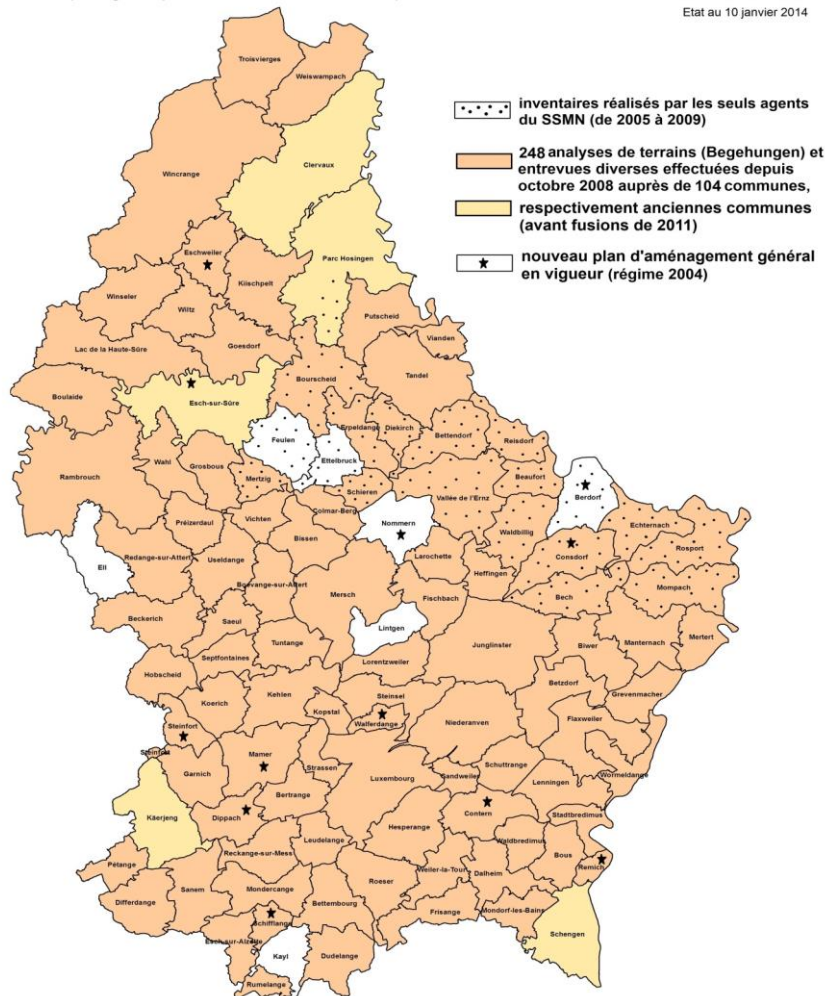 Etat au 10 janvier 2014
inventaires réalisés par les seuls agents
du SSMN (de 2005 à 2009)
248 analyses de terrains (Begehungen) et
entrevues diverses effectuées depuis
octobre 2008 auprès de 104 communes,
respectivement anciennes communes
(avant fusions de 2011)
nouveau plan d'aménagement général
en vigueur (régime 2004)
Troisvierges
Weiswampach
Clervaux
Wincrange
Eschweiler
Parc Hosingen
Kiischpelt
Winseler
Wiltz
Putscheid
Vianden
Lac de la Haute-Sûre
Goesdorf
Tandel
Bourscheid
Boulaide
Esch-sur-Sûre
Erpeldange
Diekirch
Bettendorf
Reisdorf
Feulen
Ettelbruck
Wahl
Grosbous
Rambrouch
Mertzig
Schieren
Vallée de l'Ernz
Beaufort
Berdorf
Préizerdaul
Vichten
Colmar-Berg
Nommern
Waldbillig
Echternach
Bissen
Consdorf
Rosport
Ell
Redange-sur-Attert
Useldange
Larochette
Heffingen
Boevange-sur-Attert
Mersch
Fischbach
Bech
Mompach
Beckerich
Saeul
Lintgen
Tuntange
Junglinster
Biwer
Manternach
Mertert
Septfontaines
Lorentzweiler
Hobscheid
Betzdorf
Koerich
Kehlen
Steinsel
Grevenmacher
Kopstal
Walferdange
Niederanven
Flaxweiler
Steinfort
Steinfort
Mamer
Strassen
Schuttrange
Garnich
Luxembourg
Sandweiler
Lenningen
Wormeldange
Bertrange
Käerjeng
Dippach
Contern
Stadtbredimus
Hesperange
Leudelange
Waldbredimus
Bous
Reckange-sur-Mess
Remich
Pétange
Weiler-la-Tour
Dalheim
Sanem
Mondercange
Roeser
Differdange
Bettembourg
Frisange
Mondorf-les-Bains
Schifflange
Schengen
Esch-sur-Alzette
Kayl
Dudelange
Rumelange